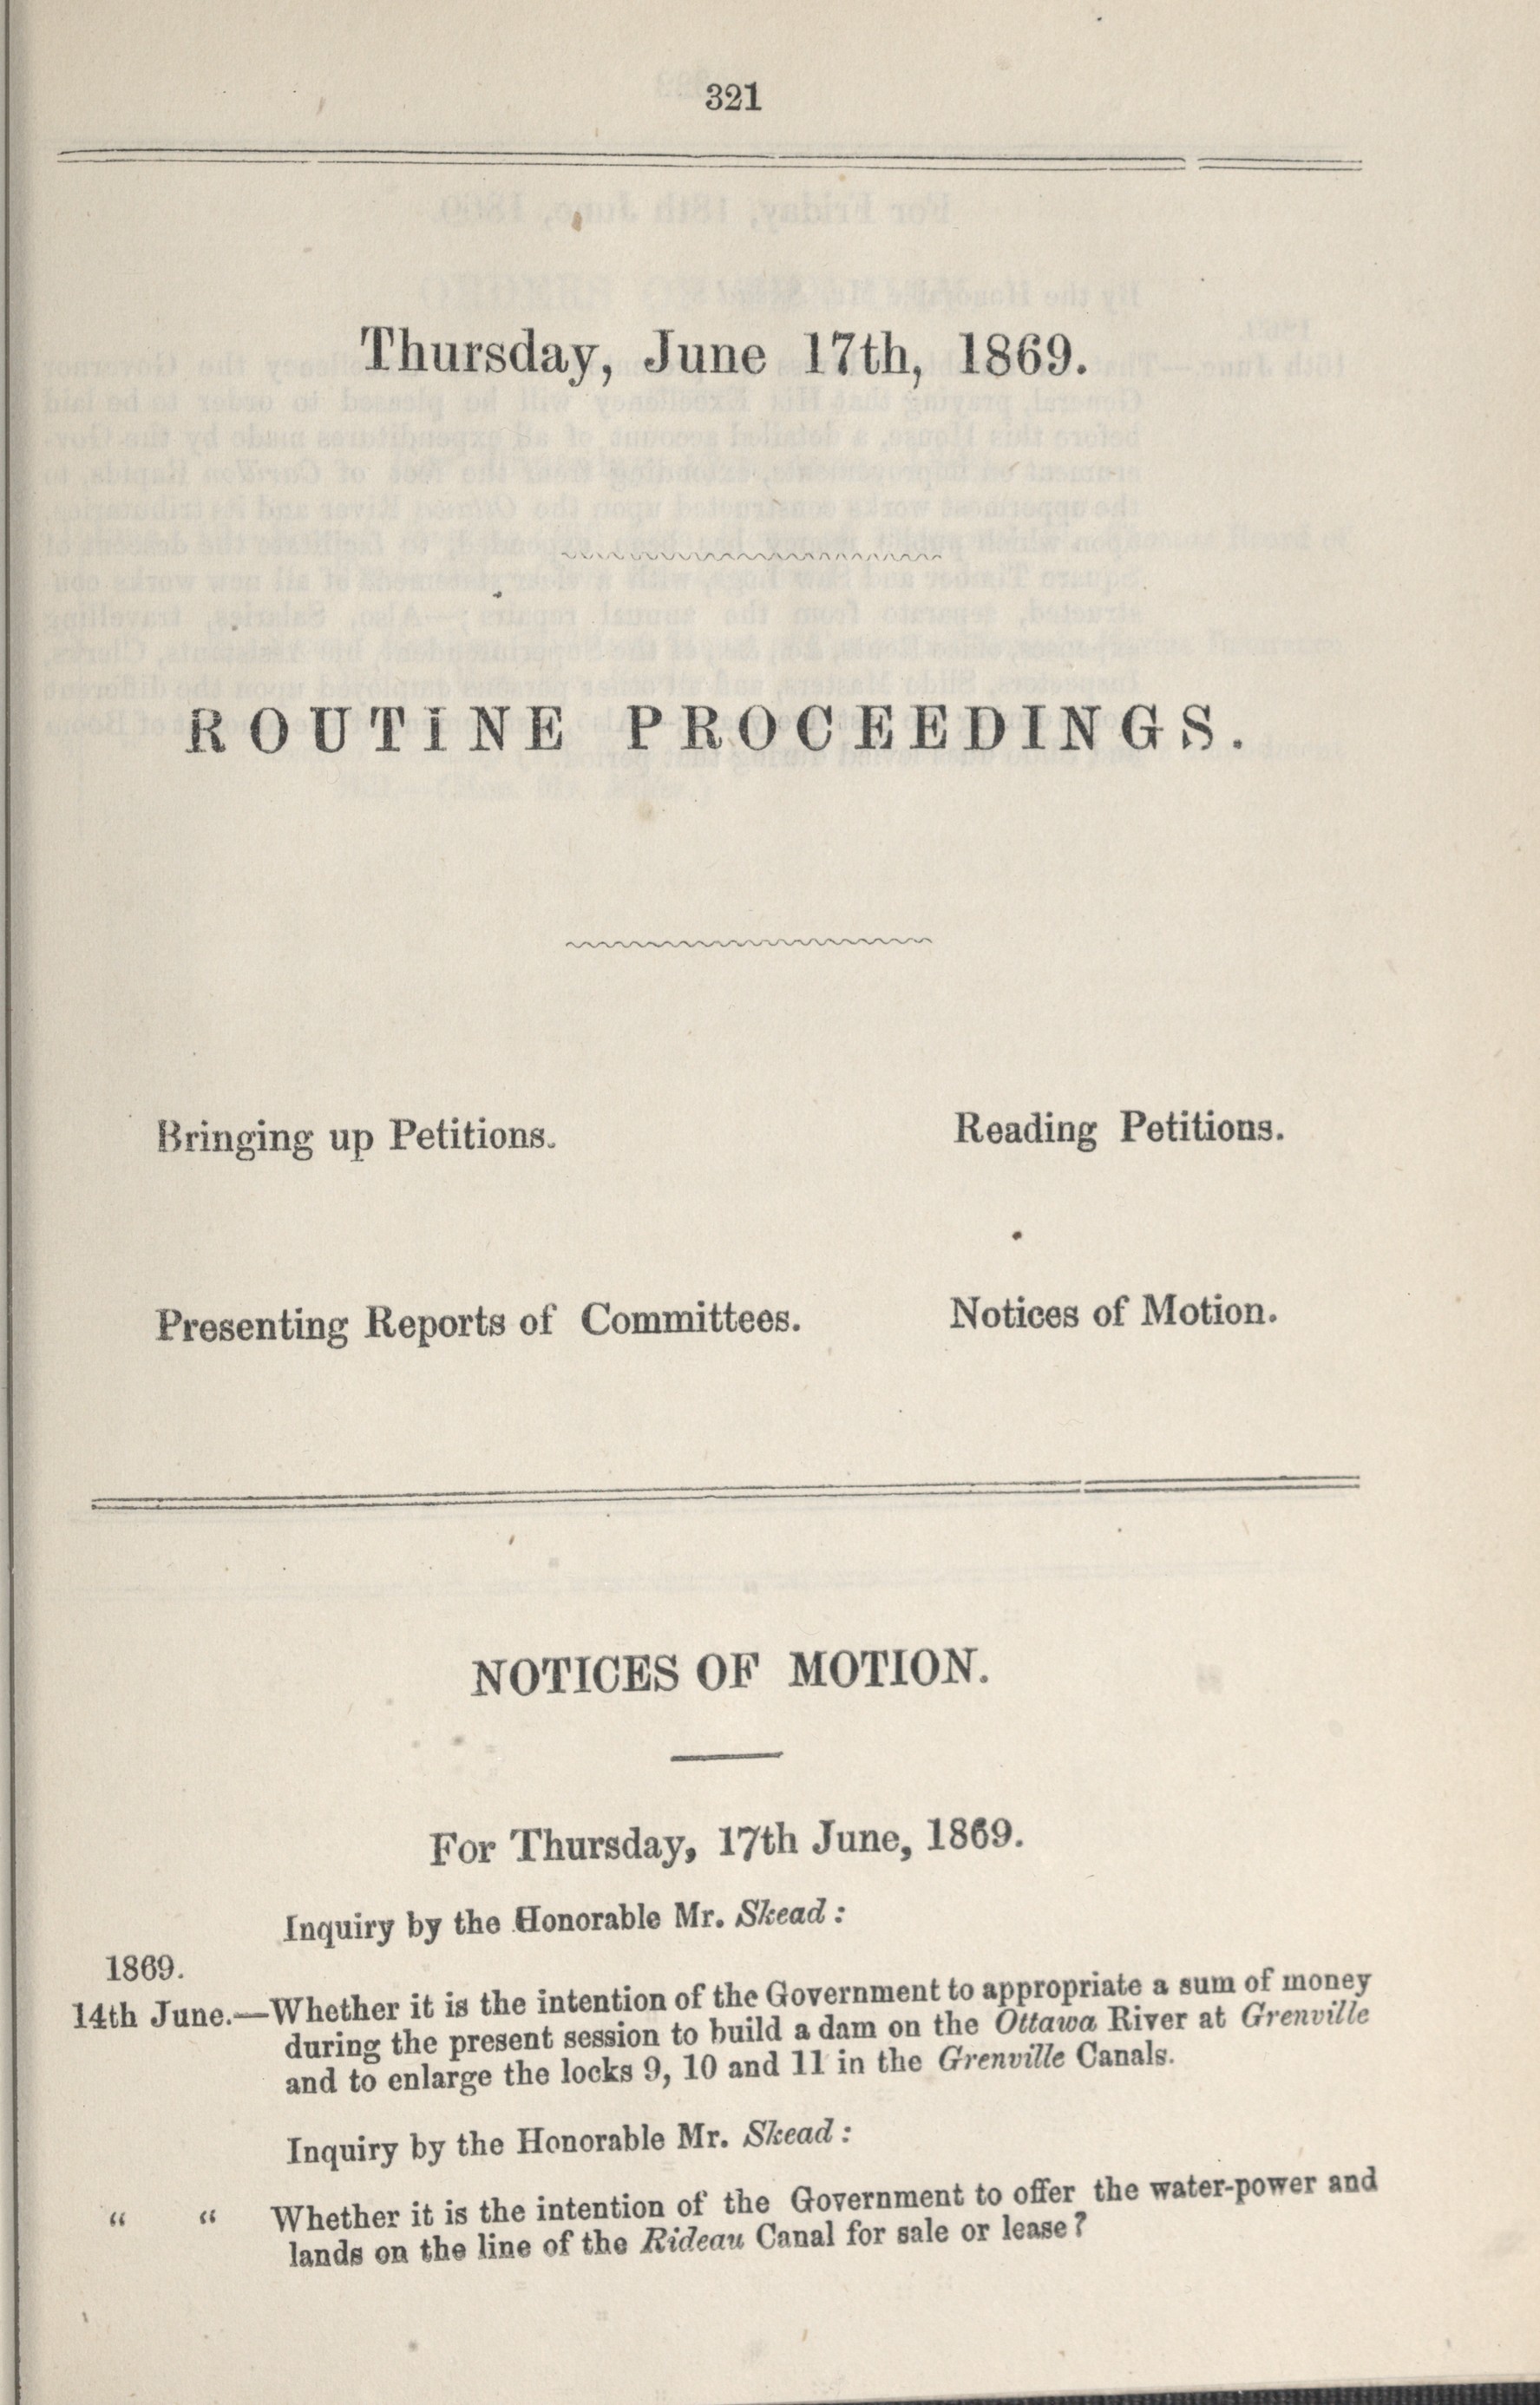 321
Thursday, June 17th, 1869.
ROUTINE PROCEEDINGS.
Bringing up Petitions.
Reading Petitions.
Presenting Reports of Committees.
Notices of Motion.
NOTICES OF MOTION.
For Thursday, 17th June, 1869.
Inquiry by the Honorable Mr. Skead :
1869.
14th June.—Whether it is the intention of the Government to appropriate a sum of money
during the present session to build a dam on the Ottawa River at Grenville
and to enlarge the locks 9, 10 and 11 in the Grenville Canals.
Inquiry by the Honorable Mr. Skead :
“ “ Whether it is the intention of the Government to offer the water-power and
lands on the line of the Rideau Canal for sale or lease?